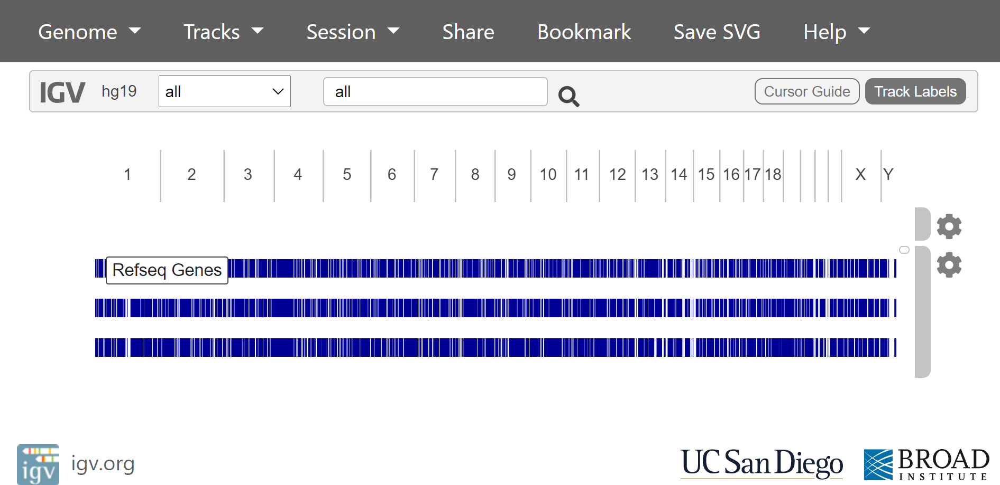 Genome Tracks Session Share Bookmark Save SVG Help
IGV hg19 all all Cursor Guide Track Labels
1 2 3 4 5 6 7 8 9 10 11 12 13 14 15 16 17 18 X Y
Refseq Genes
igv igv.org UC San Diego BROAD
INSTITUTE